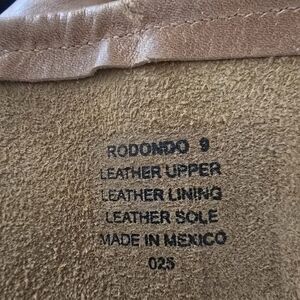 RODONDO 9
LEATHER UPPER
LEATHER LINING
LEATHER SOLE
MADE IN MEXICO
025